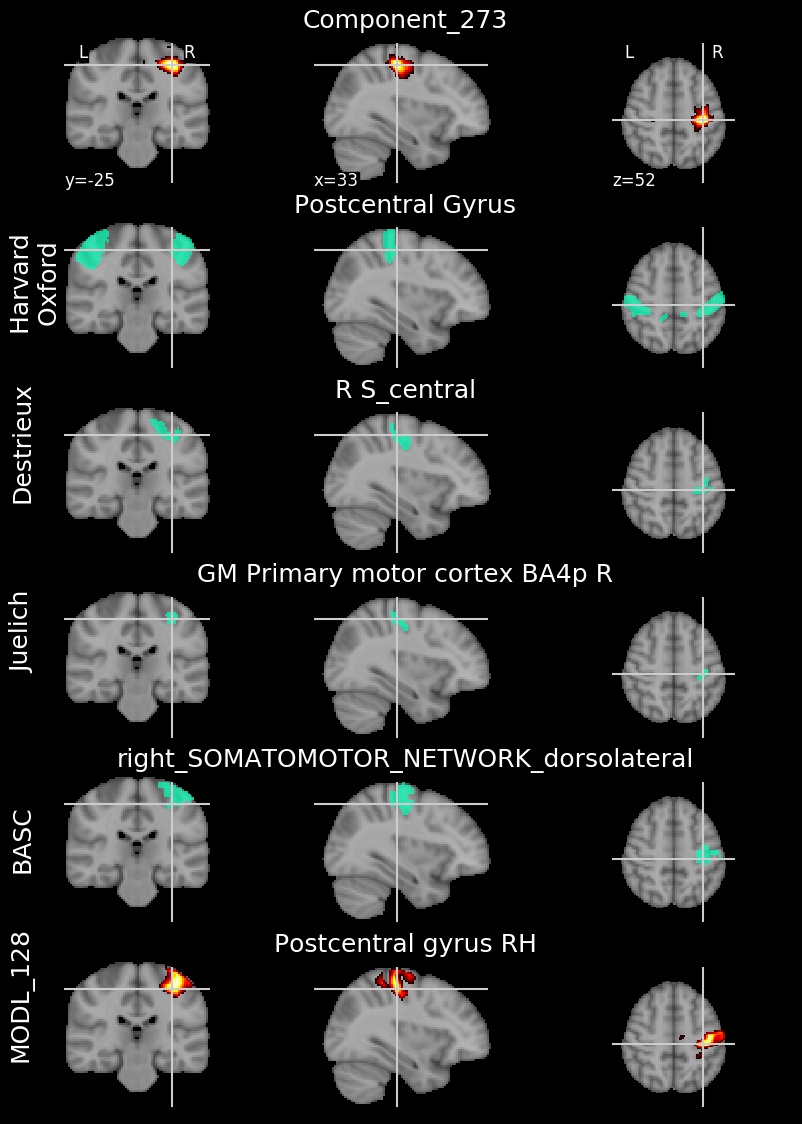 Component_273
L R L R
y=-25 x=33 z=52
Postcentral Gyrus
Harvard
Oxford
R S_central
Destrieux
GM Primary motor cortex BA4p R
Juelich
right_SOMATOMOTOR_NETWORK_dorsolateral
BASC
Postcentral gyrus RH
MODL_128